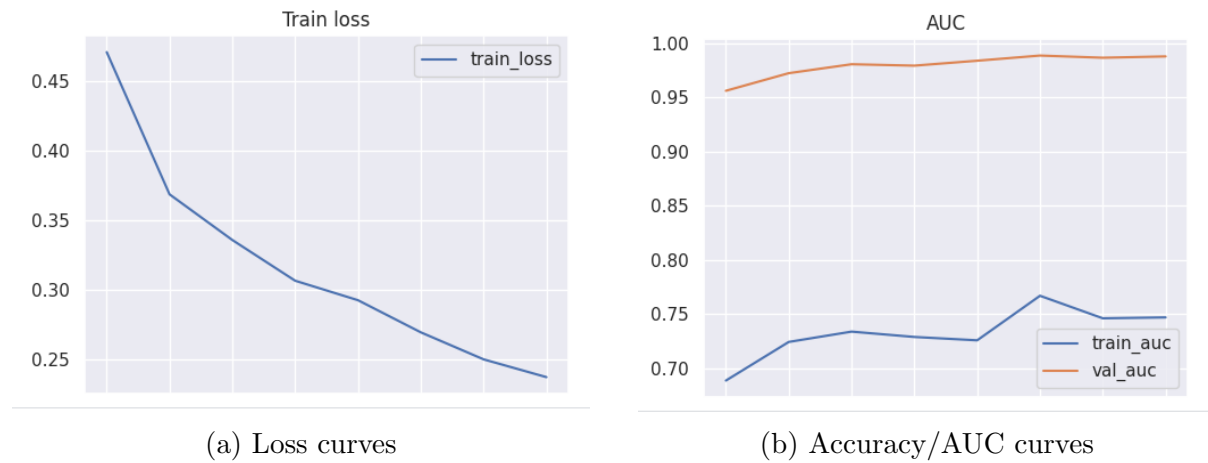 Train loss
train_loss
0.45
0.40
0.35
0.30
0.25
(a) Loss curves
AUC
1.00
0.95
0.90
0.85
0.80
0.75
0.70
train_auc
val_auc
(b) Accuracy/AUC curves